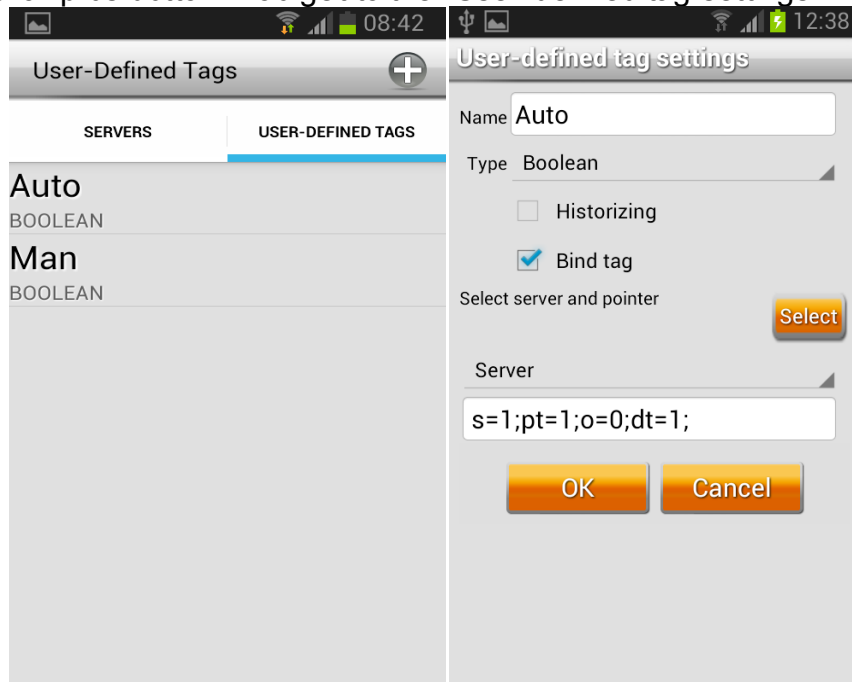 08:42
User-Defined Tags
SERVERS
USER-DEFINED TAGS
Auto
BOOLEAN
Man
BOOLEAN
12:38
User-defined tag settings
Name Auto
Type Boolean
Historizing
Bind tag
Select server and pointer
Select
Server
s=1;pt=1;o=0;dt=1;
OK
Cancel